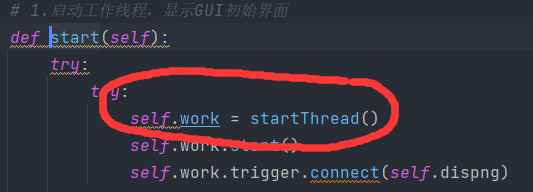 # 1.启动工作线程，显示GUI初始界面
def start(self):
try:
try:
self.work = startThread()
self.work.start()
self.work.trigger.connect(self.dispng)